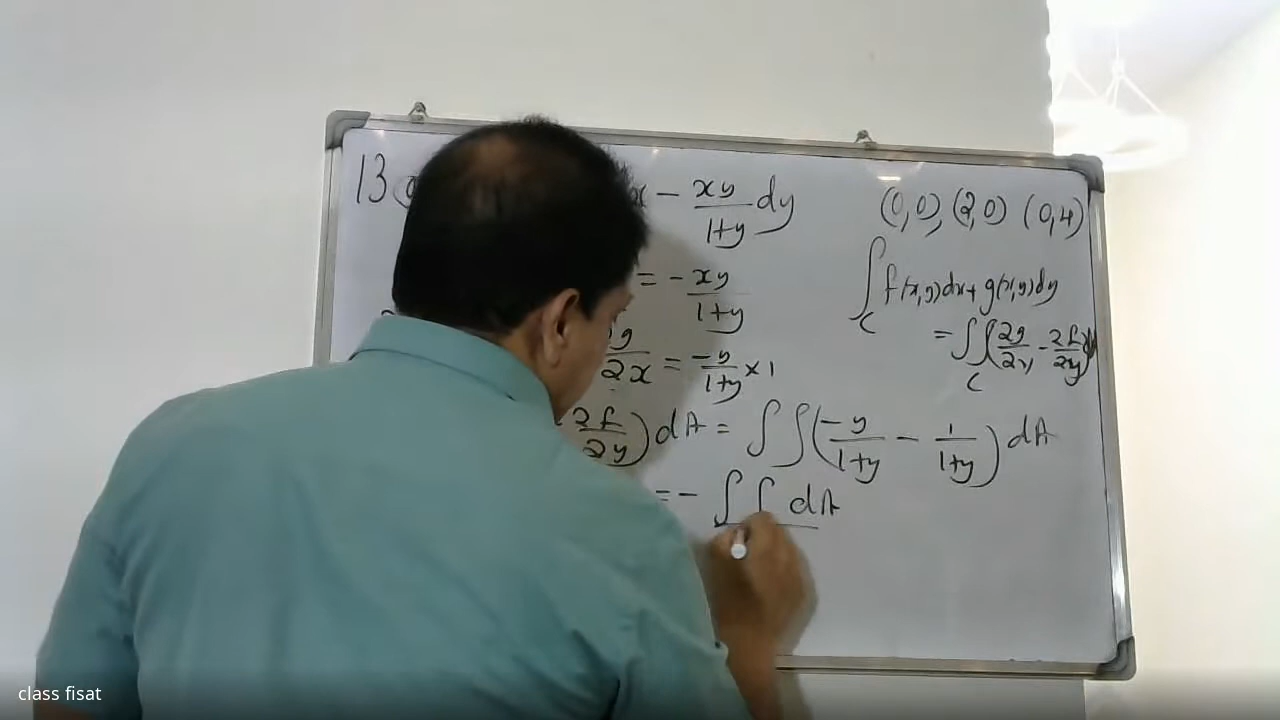 13
x - xy/1+y dy (0,0), (2,0) (0,4)
= - xy/1+y ∫C f(x,y)dx + g(x,y)dy
∂g/∂x = -y/1+y × 1 = ∫∫C (∂g/∂x - ∂f/∂y)
∂f/∂y) dA = ∫∫(-y/1+y - 1/1+y) dA
= - ∫∫ dA
class fisat